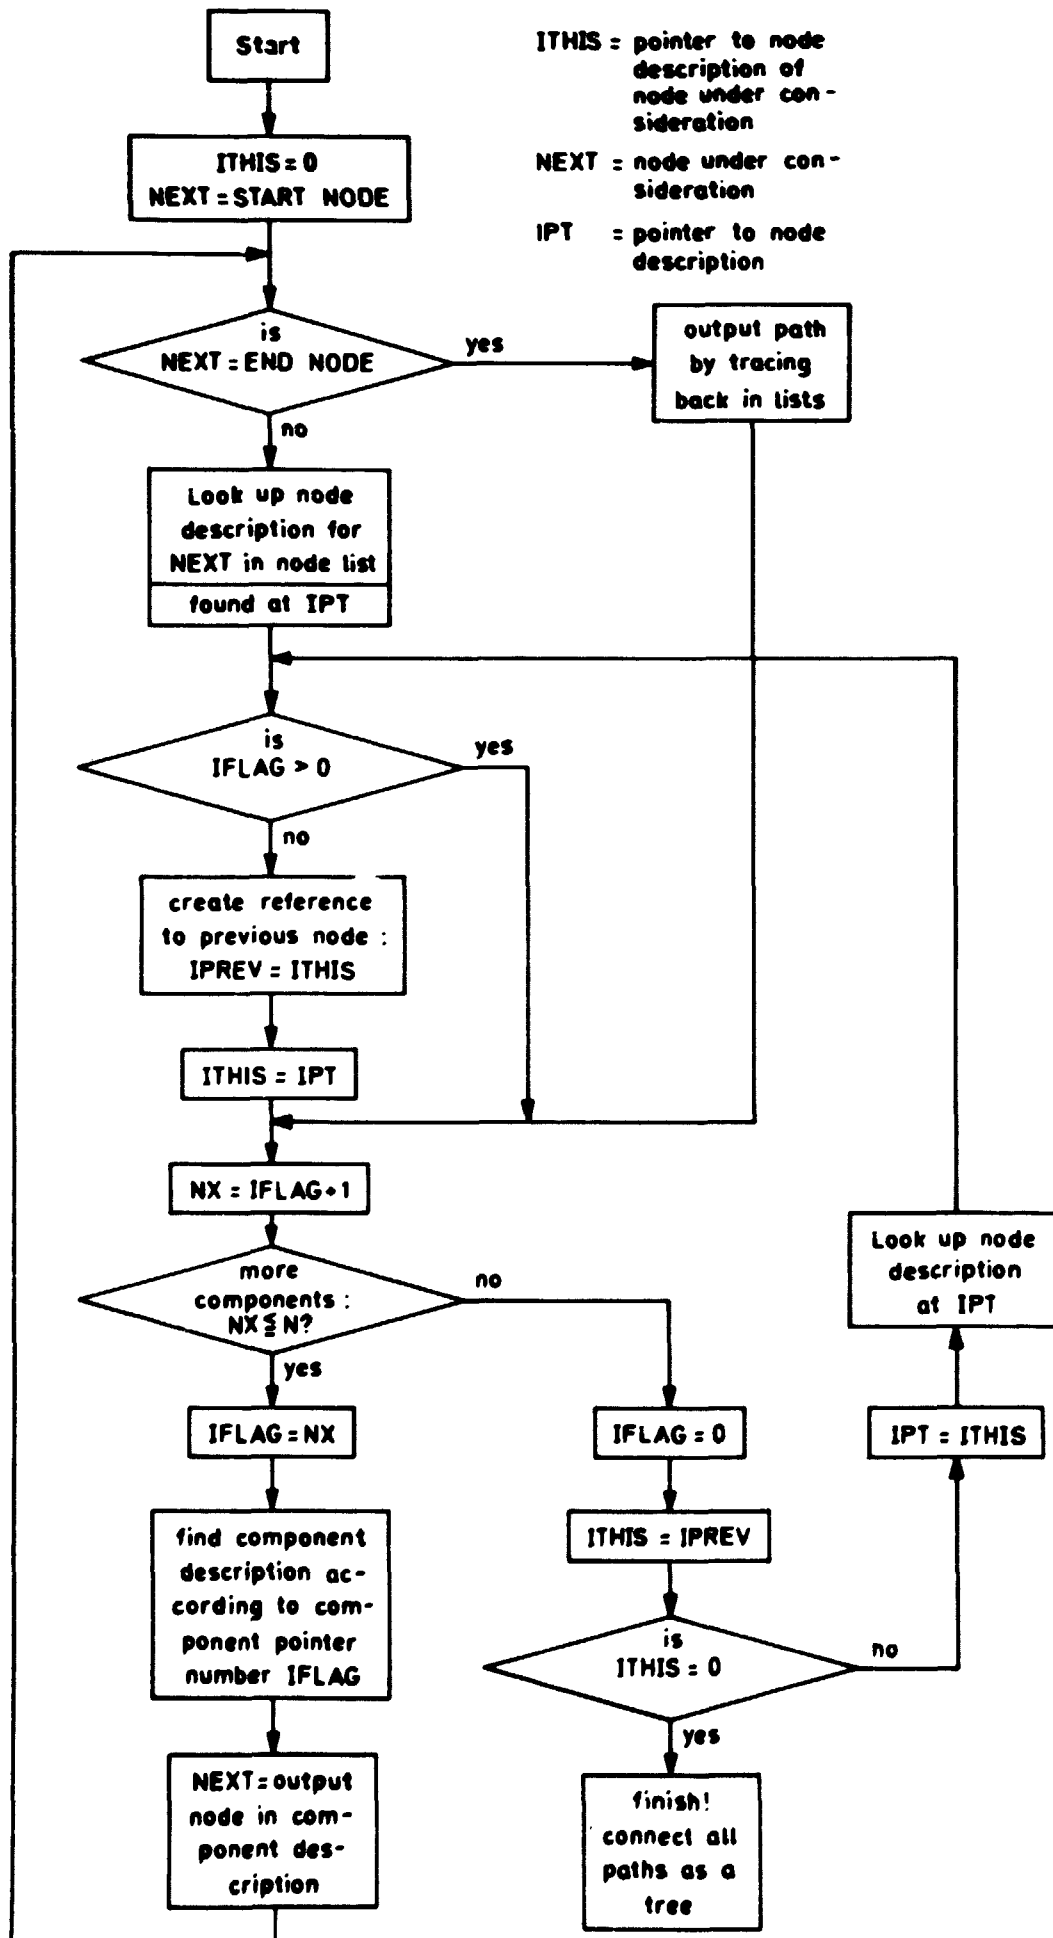 Start
ITHIS = pointer to node
description of
node under con-
sideration
NEXT = node under con-
sideration
IPT = pointer to node
description
ITHIS = 0
NEXT = START NODE
is
NEXT = END NODE
yes
no
output path
by tracing
back in lists
Look up node
description for
NEXT in node list
found at IPT
is
IFLAG > 0
yes
no
create reference
to previous node :
IPREV = ITHIS
ITHIS = IPT
NX = IFLAG+1
more
components :
NX ≦ N?
no
yes
Look up node
description
at IPT
IFLAG = NX
IFLAG = 0
IPT = ITHIS
find component
description ac-
cording to com-
ponent pointer
number IFLAG
ITHIS = IPREV
is
ITHIS = 0
no
yes
NEXT = output
node in com-
ponent des-
cription
finish!
connect all
paths as a
tree